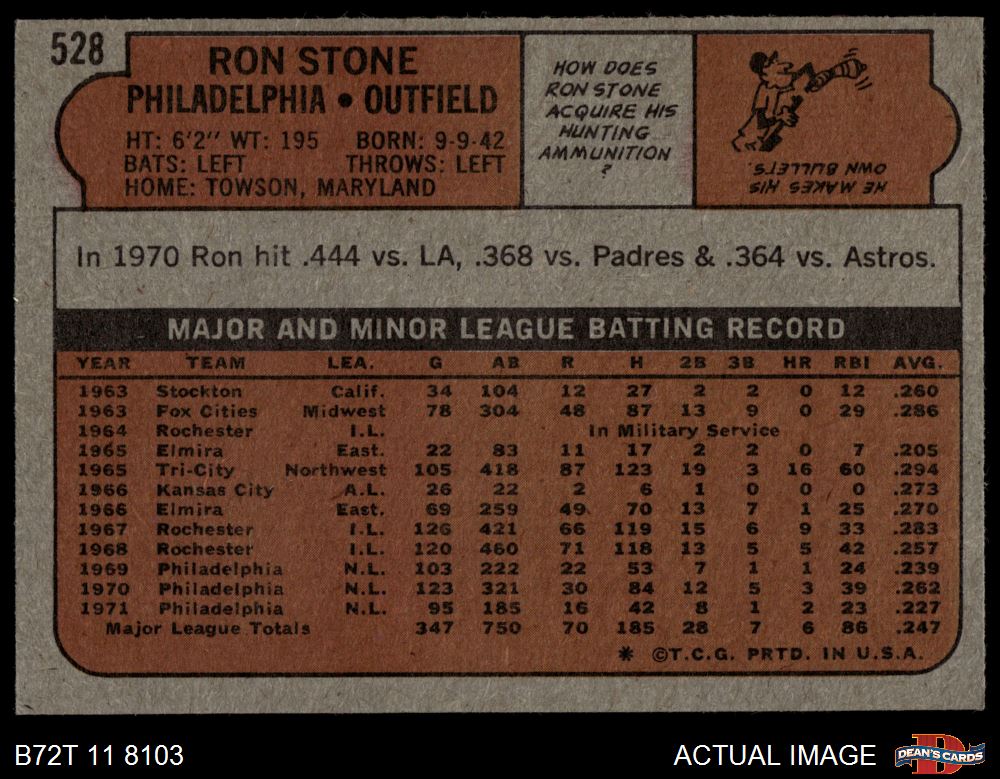 528
RON STONE
PHILADELPHIA • OUTFIELD
HT: 6'2" WT: 195 BORN: 9-9-42
BATS: LEFT THROWS: LEFT
HOME: TOWSON, MARYLAND
HOW DOES
RON STONE
ACQUIRE HIS
HUNTING
AMMUNITION
?
HE MAKES HIS
OWN BULLETS.
In 1970 Ron hit .444 vs. LA, .368 vs. Padres & .364 vs. Astros.
MAJOR AND MINOR LEAGUE BATTING RECORD
YEAR TEAM LEA. G AB R H 2B 3B HR RBI AVG.
1963 Stockton Calif. 34 104 12 27 2 2 0 12 .260
1963 Fox Cities Midwest 78 304 48 87 13 9 0 29 .286
1964 Rochester I.L. In Military Service
1965 Elmira East. 22 83 11 17 2 2 0 7 .205
1965 Tri-City Northwest 105 418 87 123 19 3 16 60 .294
1966 Kansas City A.L. 26 22 2 6 1 0 0 0 .273
1966 Elmira East. 69 259 49 70 13 7 1 25 .270
1967 Rochester I.L. 126 421 66 119 15 6 9 33 .283
1968 Rochester I.L. 120 460 71 118 13 5 5 42 .257
1969 Philadelphia N.L. 103 222 22 53 7 1 1 24 .239
1970 Philadelphia N.L. 123 321 30 84 12 5 3 39 .262
1971 Philadelphia N.L. 95 185 16 42 8 1 2 23 .227
Major League Totals 347 750 70 185 28 7 6 86 .247
* ©T.C.G. PRTD. IN U.S.A.
B72T 11 8103 ACTUAL IMAGE DEAN'S CARDS